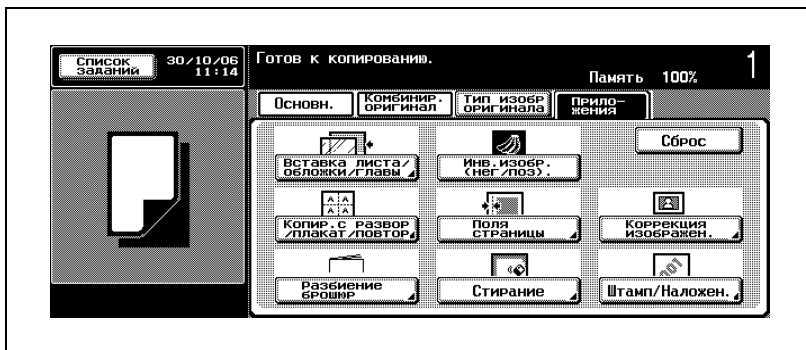 Список
заданий
30/10/06
11:14
Готов к копированию.
Память 100%
1
Основн.
Комбинир.
оригинал
Тип изобр
оригинала
Прило-
жения
Сброс
Вставка листа/
обложки/главы
Инв.изобр.
(нег/поз).
Копир.с развор
/плакат/повтор
Поля
страницы
Коррекция
изображен.
Разбиение
брошюр
Стирание
Штамп/Наложен.